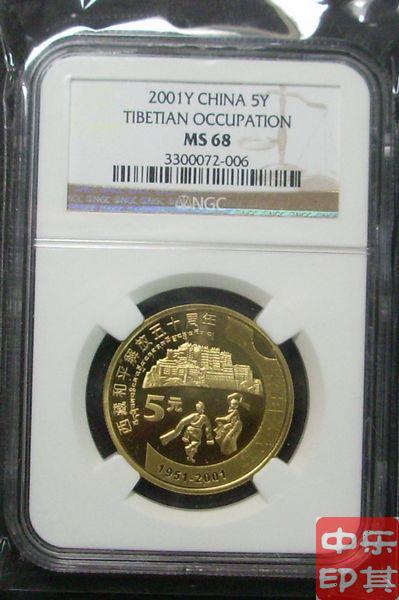 2001Y CHINA 5Y
TIBETIAN OCCUPATION
MS 68
3300072-006
NGC
西藏和平解放五十周年
5元
1951-2001
中乐
印其